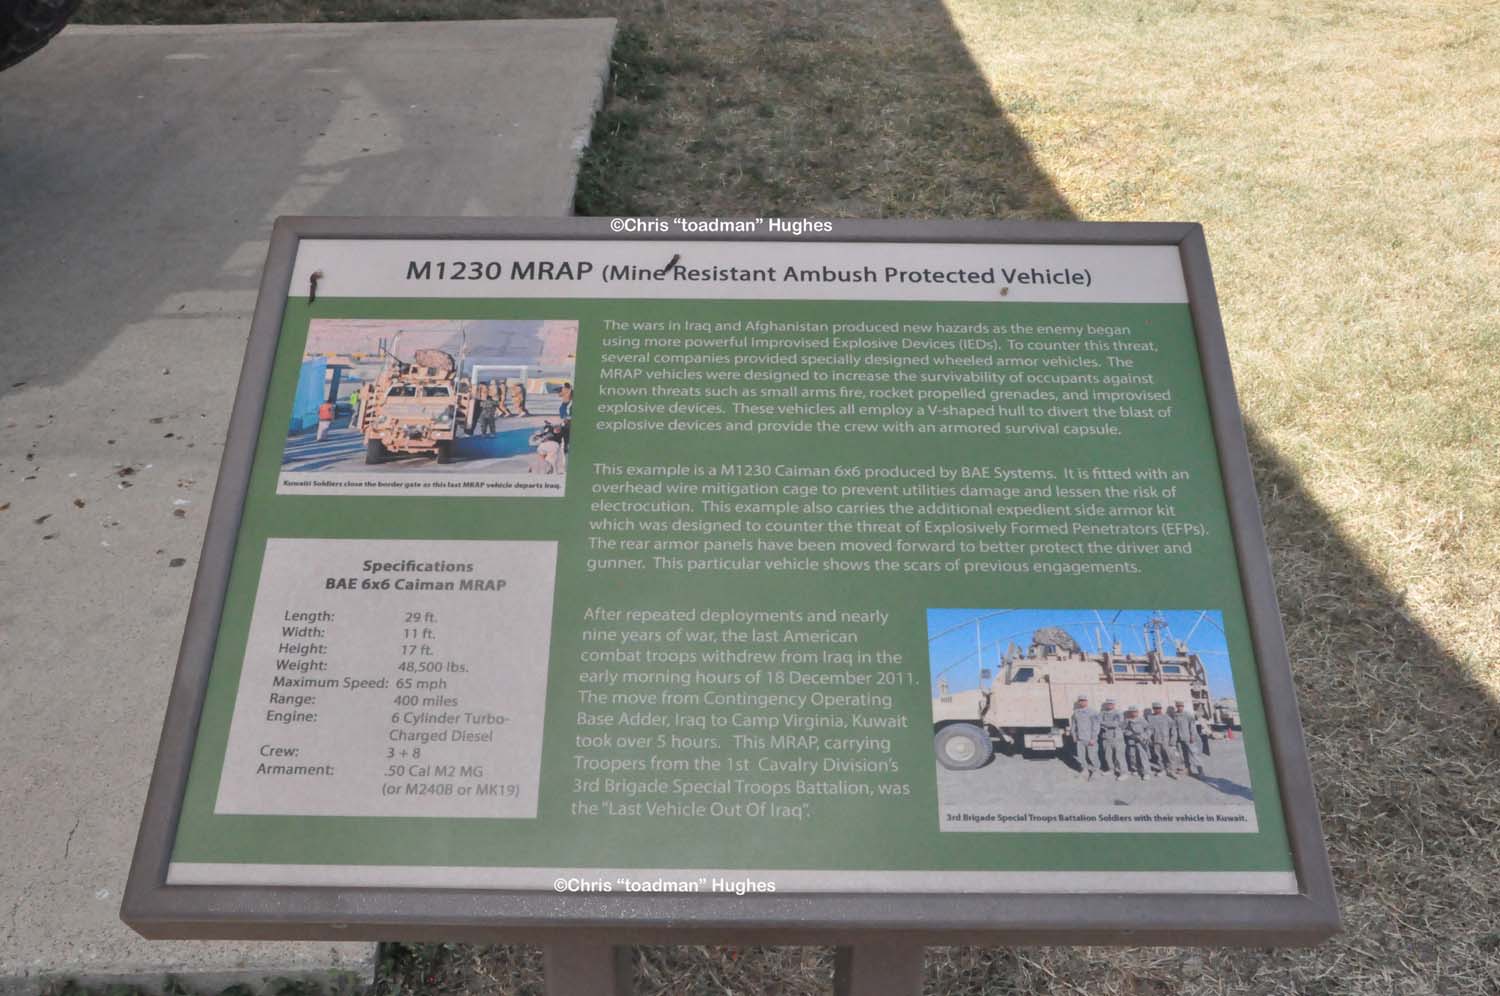 ©Chris “toadman” Hughes
M1230 MRAP (Mine Resistant Ambush Protected Vehicle)
Kuwaiti Soldiers close the border gate as this last MRAP vehicle departs Iraq.
The wars in Iraq and Afghanistan produced new hazards as the enemy began
using more powerful Improvised Explosive Devices (IEDs). To counter this threat,
several companies provided specially designed wheeled armor vehicles. The
MRAP vehicles were designed to increase the survivability of occupants against
known threats such as small arms fire, rocket propelled grenades, and improvised
explosive devices. These vehicles all employ a V-shaped hull to divert the blast of
explosive devices and provide the crew with an armored survival capsule.
This example is a M1230 Caiman 6x6 produced by BAE Systems. It is fitted with an
overhead wire mitigation cage to prevent utilities damage and lessen the risk of
electrocution. This example also carries the additional expedient side armor kit
which was designed to counter the threat of Explosively Formed Penetrators (EFPs).
The rear armor panels have been moved forward to better protect the driver and
gunner. This particular vehicle shows the scars of previous engagements.
Specifications
BAE 6x6 Caiman MRAP
Length: 29 ft.
Width: 11 ft.
Height: 17 ft.
Weight: 48,500 lbs.
Maximum Speed: 65 mph
Range: 400 miles
Engine: 6 Cylinder Turbo-
Charged Diesel
Crew: 3 + 8
Armament: .50 Cal M2 MG
(or M240B or MK19)
After repeated deployments and nearly
nine years of war, the last American
combat troops withdrew from Iraq in the
early morning hours of 18 December 2011.
The move from Contingency Operating
Base Adder, Iraq to Camp Virginia, Kuwait
took over 5 hours. This MRAP, carrying
Troopers from the 1st Cavalry Division’s
3rd Brigade Special Troops Battalion, was
the “Last Vehicle Out Of Iraq”.
3rd Brigade Special Troops Battalion Soldiers with their vehicle in Kuwait.
©Chris “toadman” Hughes